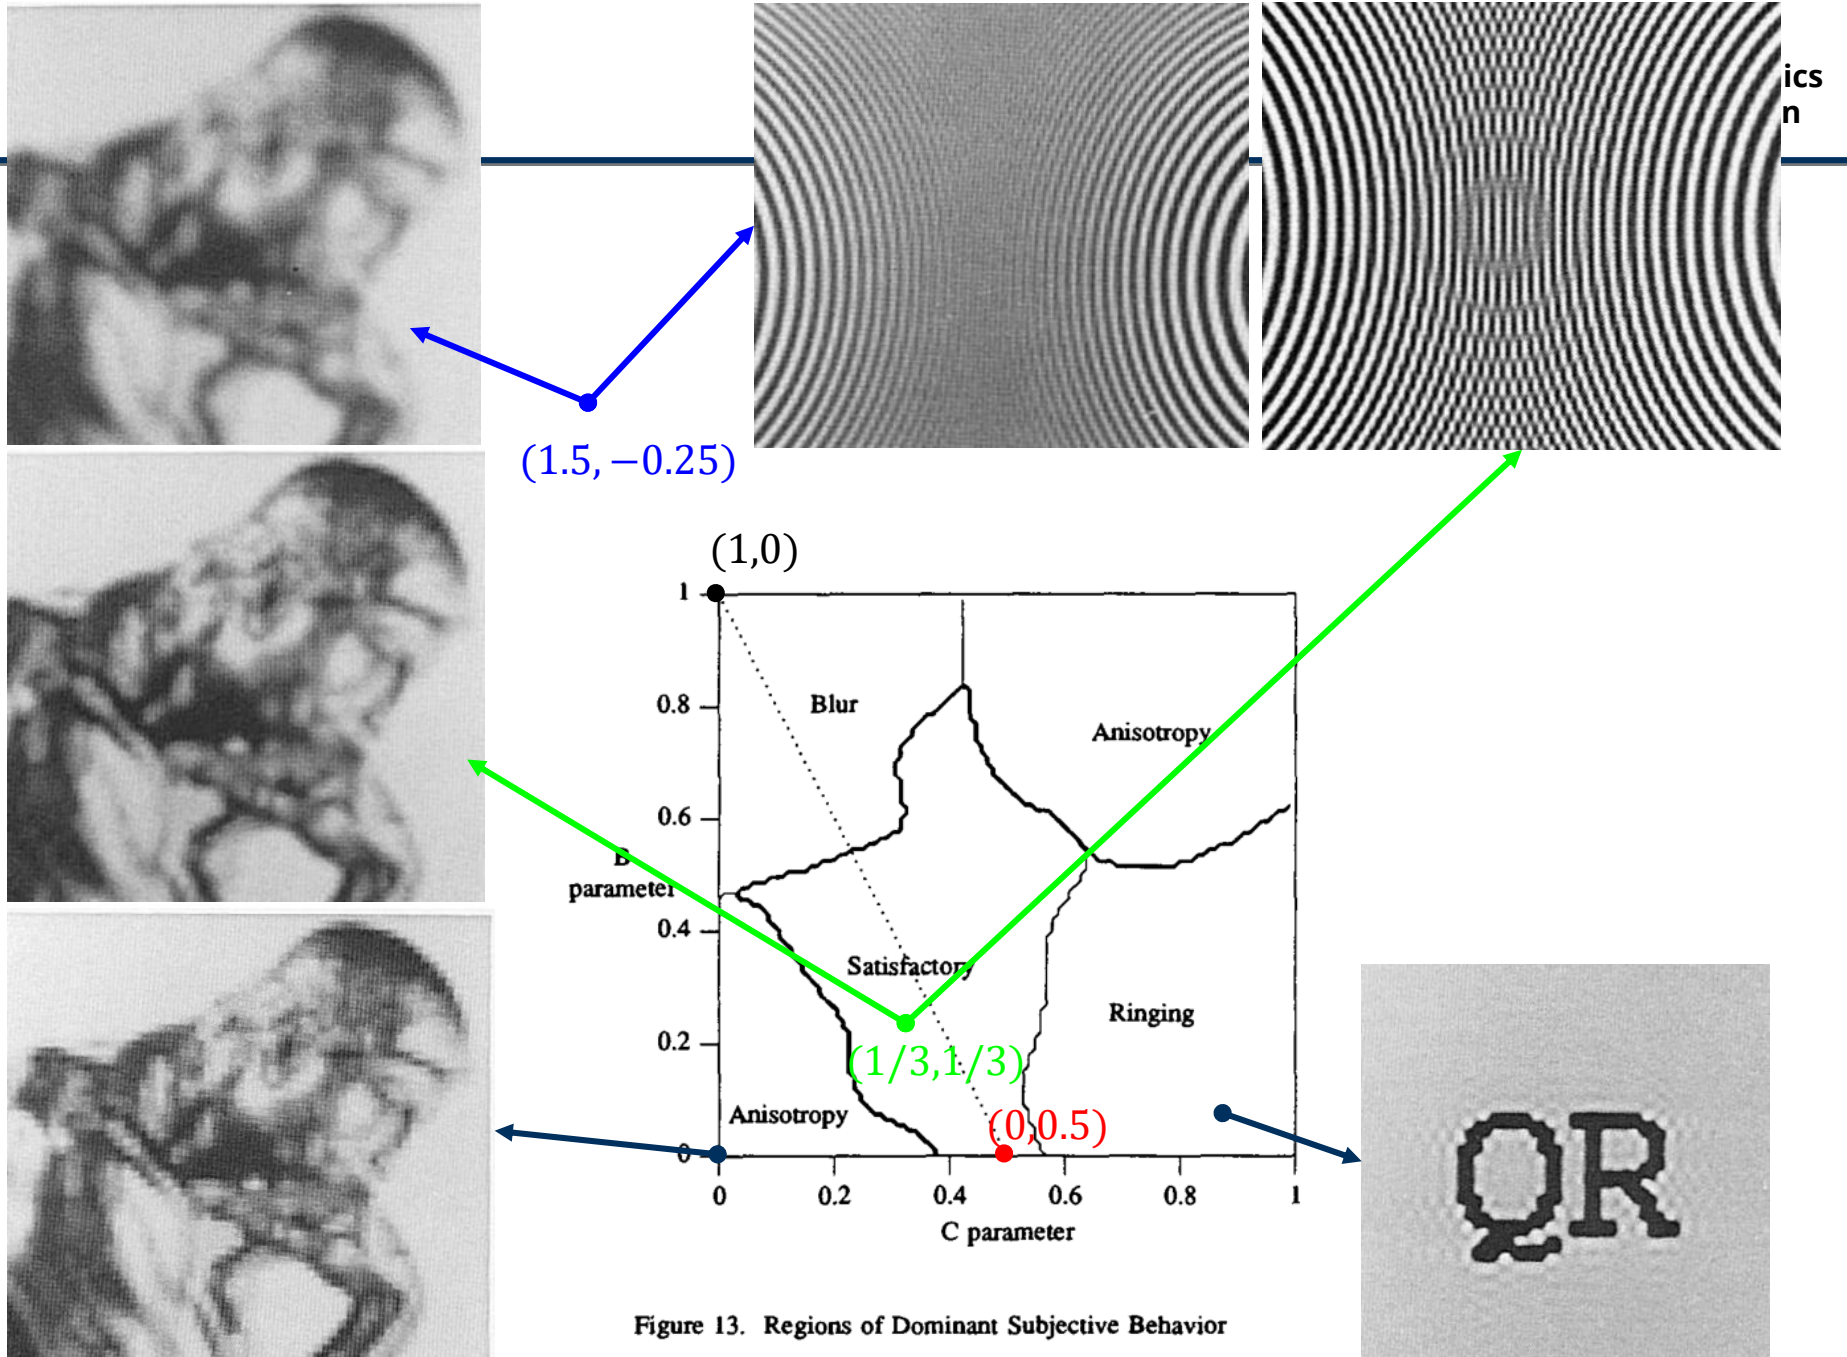 ics
n
(1.5, −0.25)
(1,0)
1
Blur
0.8
Anisotropy
0.6
B
parameter
0.4
Satisfactory
Ringing
0.2
(1/3,1/3)
Anisotropy
(0,0.5)
0
0 0.2 0.4 0.6 0.8 1
C parameter
QR
Figure 13. Regions of Dominant Subjective Behavior